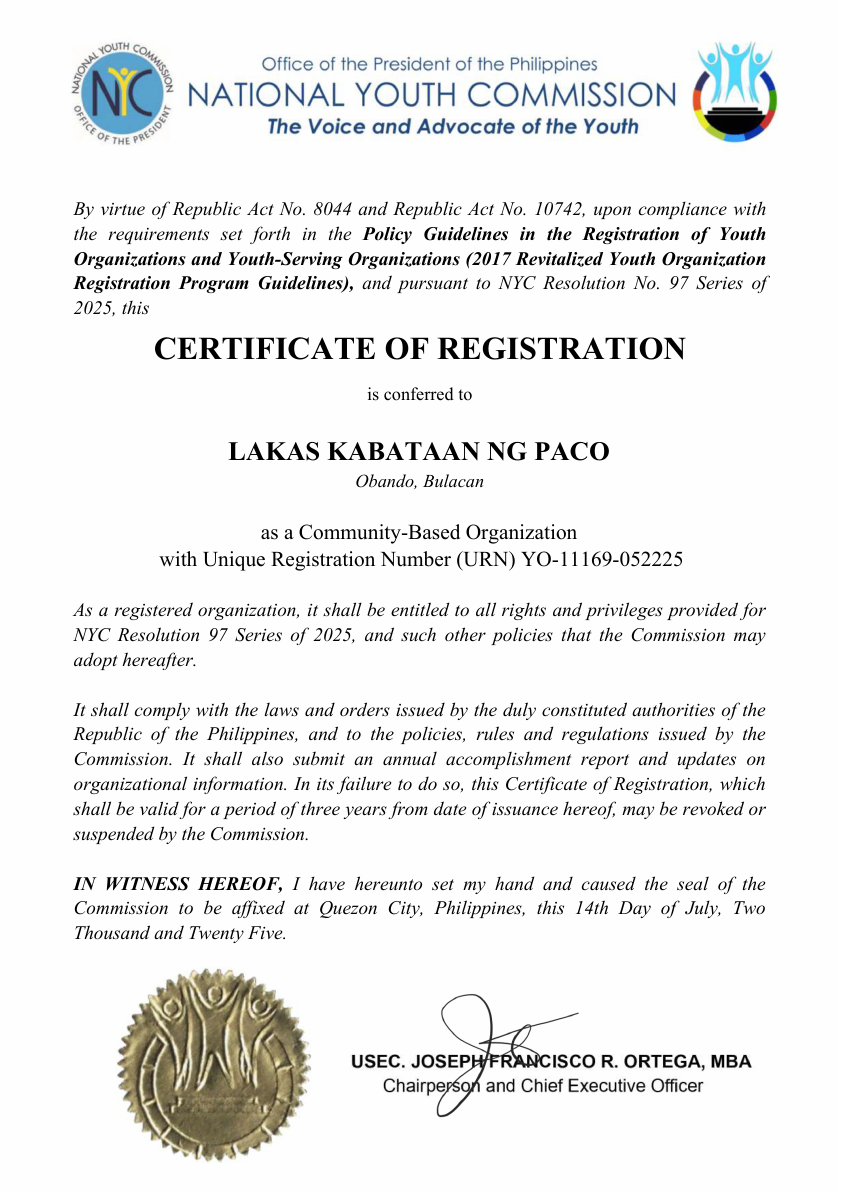 NATIONAL YOUTH COMMISSION
NYC
OFFICE OF THE PRESIDENT
Office of the President of the Philippines
NATIONAL YOUTH COMMISSION
The Voice and Advocate of the Youth
By virtue of Republic Act No. 8044 and Republic Act No. 10742, upon compliance with
the requirements set forth in the Policy Guidelines in the Registration of Youth
Organizations and Youth-Serving Organizations (2017 Revitalized Youth Organization
Registration Program Guidelines), and pursuant to NYC Resolution No. 97 Series of
2025, this
CERTIFICATE OF REGISTRATION
is conferred to
LAKAS KABATAAN NG PACO
Obando, Bulacan
as a Community-Based Organization
with Unique Registration Number (URN) YO-11169-052225
As a registered organization, it shall be entitled to all rights and privileges provided for
NYC Resolution 97 Series of 2025, and such other policies that the Commission may
adopt hereafter.
It shall comply with the laws and orders issued by the duly constituted authorities of the
Republic of the Philippines, and to the policies, rules and regulations issued by the
Commission. It shall also submit an annual accomplishment report and updates on
organizational information. In its failure to do so, this Certificate of Registration, which
shall be valid for a period of three years from date of issuance hereof, may be revoked or
suspended by the Commission.
IN WITNESS HEREOF, I have hereunto set my hand and caused the seal of the
Commission to be affixed at Quezon City, Philippines, this 14th Day of July, Two
Thousand and Twenty Five.
USEC. JOSEPH FRANCISCO R. ORTEGA, MBA
Chairperson and Chief Executive Officer